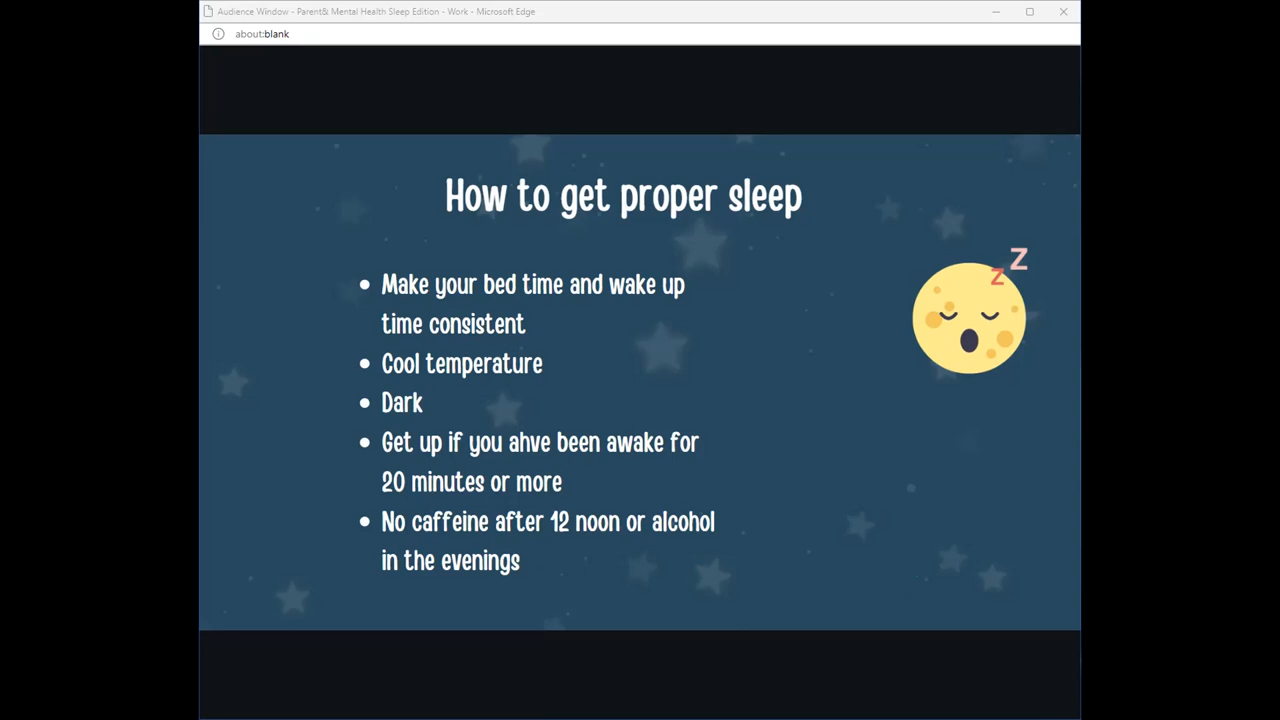 Audience Window - Parent& Mental Health Sleep Edition - Work - Microsoft Edge
about:blank
How to get proper sleep
Z
z
• Make your bed time and wake up
time consistent
• Cool temperature
• Dark
• Get up if you ahve been awake for
20 minutes or more
• No caffeine after 12 noon or alcohol
in the evenings